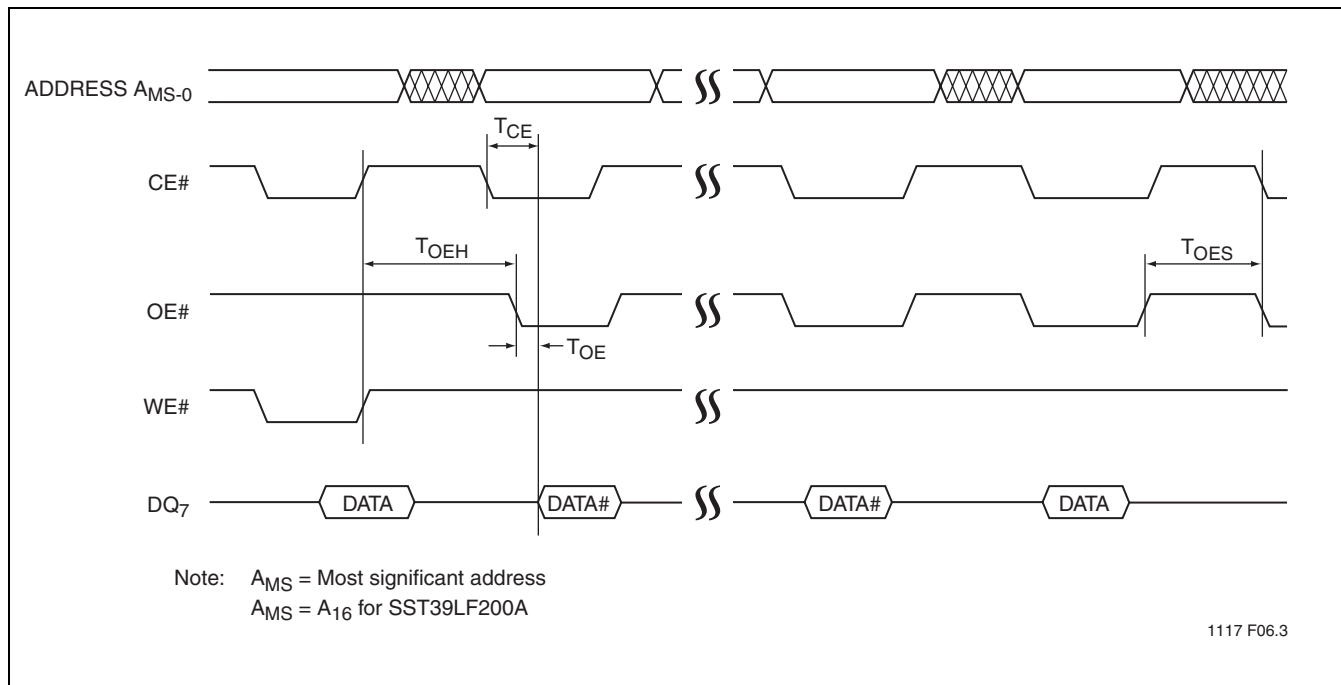 ADDRESS AMS-0
TCE
CE#
TOEH
TOES
OE#
TOE
WE#
DQ7
DATA
DATA#
DATA#
DATA
Note: AMS = Most significant address
AMS = A16 for SST39LF200A
1117 F06.3